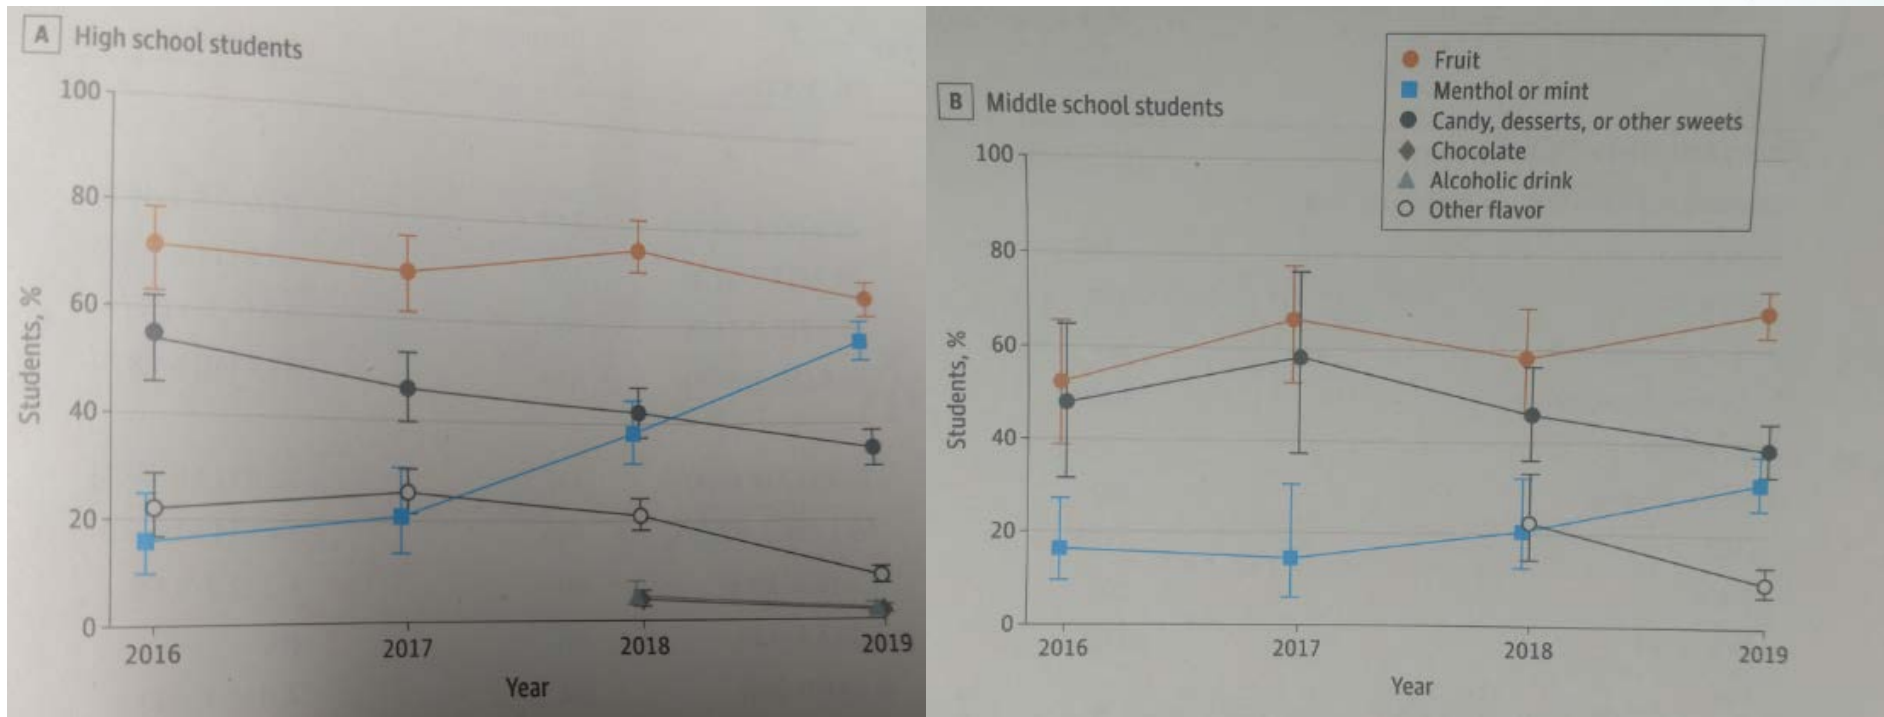 A High school students
100
80
60
40
20
0
Students, %
2016 2017 2018 2019
Year
B Middle school students
Fruit
Menthol or mint
Candy, desserts, or other sweets
Chocolate
Alcoholic drink
Other flavor
100
80
60
40
20
0
Students, %
2016 2017 2018 2019
Year